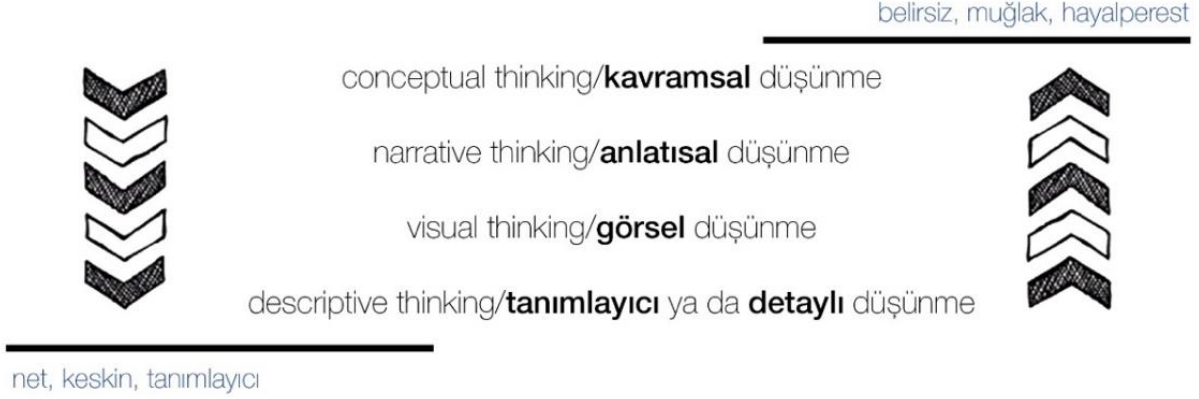 belirsiz, muğlak, hayalperest
conceptual thinking/kavramsal düşünme
narrative thinking/anlatısal düşünme
visual thinking/görsel düşünme
descriptive thinking/tanımlayıcı ya da detaylı düşünme
net, keskin, tanımlayıcı